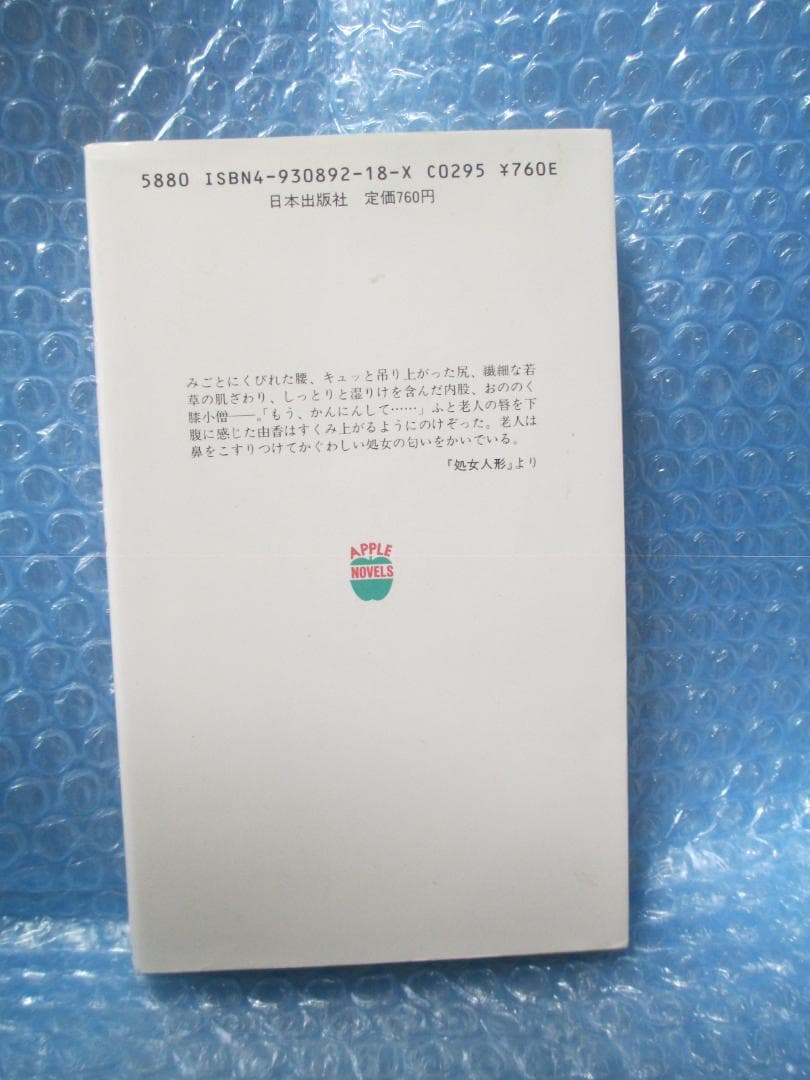 5880 ISBN4-930892-18-X C0295 ¥760E
日本出版社 定価760円
みごとにくびれた腰、キュッと吊り上がった尻、繊細な若
草の肌ざわり、しっとりと湿りけを含んだ内股、おののく
膝小僧——。「もう、かんにんして……」ふと老人の唇を下
腹に感じた由香はすくみ上がるようにのけぞった。老人は
鼻をこすりつけてかぐわしい処女の匂いをかいでいる。
『処女人形』より
APPLE
NOVELS